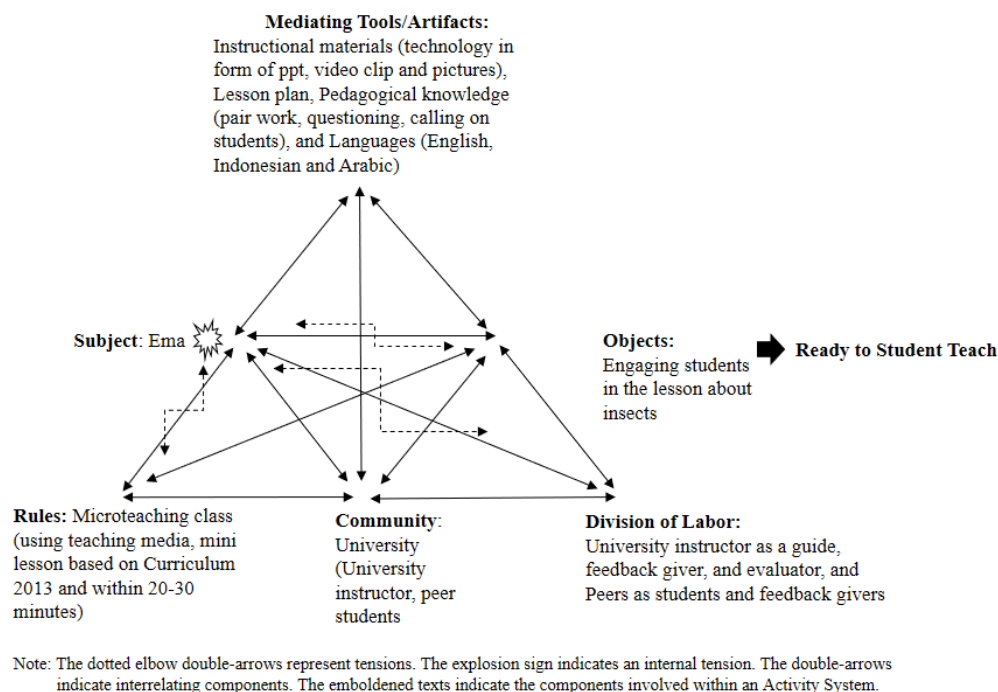 Mediating Tools/Artifacts:
Instructional materials (technology in
form of ppt, video clip and pictures),
Lesson plan, Pedagogical knowledge
(pair work, questioning, calling on
students), and Languages (English,
Indonesian and Arabic)
Subject: Ema
Objects:
Engaging students
in the lesson about
insects
Ready to Student Teach
Rules: Microteaching class
(using teaching media, mini
lesson based on Curriculum
2013 and within 20-30
minutes)
Community:
University
(University
instructor, peer
students
Division of Labor:
University instructor as a guide,
feedback giver, and evaluator, and
Peers as students and feedback givers
Note: The dotted elbow double-arrows represent tensions. The explosion sign indicates an internal tension. The double-arrows
indicate interrelating components. The emboldened texts indicate the components involved within an Activity System.